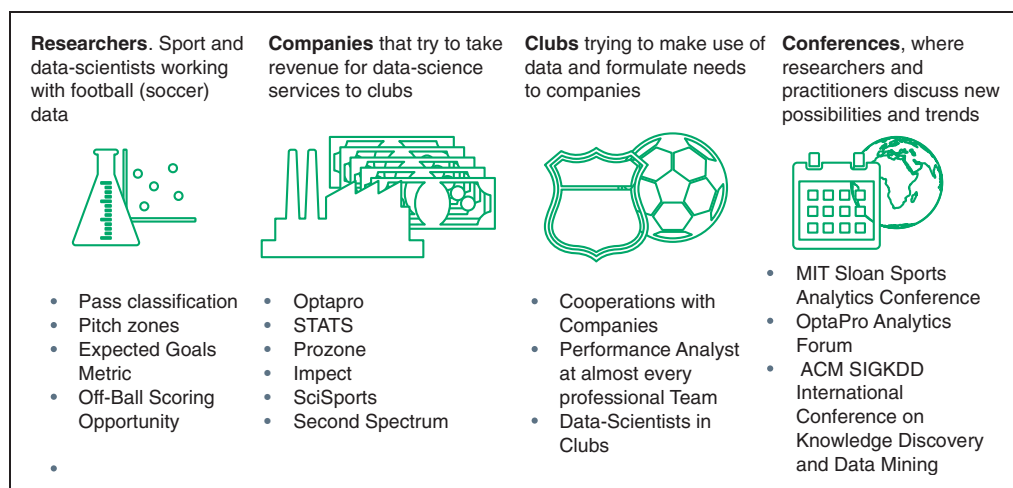 Researchers. Sport and
data-scientists working
with football (soccer)
data
• Pass classification
• Pitch zones
• Expected Goals
Metric
• Off-Ball Scoring
Opportunity
•
Companies that try to take
revenue for data-science
services to clubs
• Optapro
• STATS
• Prozone
• Impect
• SciSports
• Second Spectrum
Clubs trying to make use of
data and formulate needs
to companies
• Cooperations with
Companies
• Performance Analyst
at almost every
professional Team
• Data-Scientists in
Clubs
Conferences, where
researchers and
practitioners discuss new
possibilities and trends
• MIT Sloan Sports
Analytics Conference
• OptaPro Analytics
Forum
• ACM SIGKDD
International
Conference on
Knowledge Discovery
and Data Mining